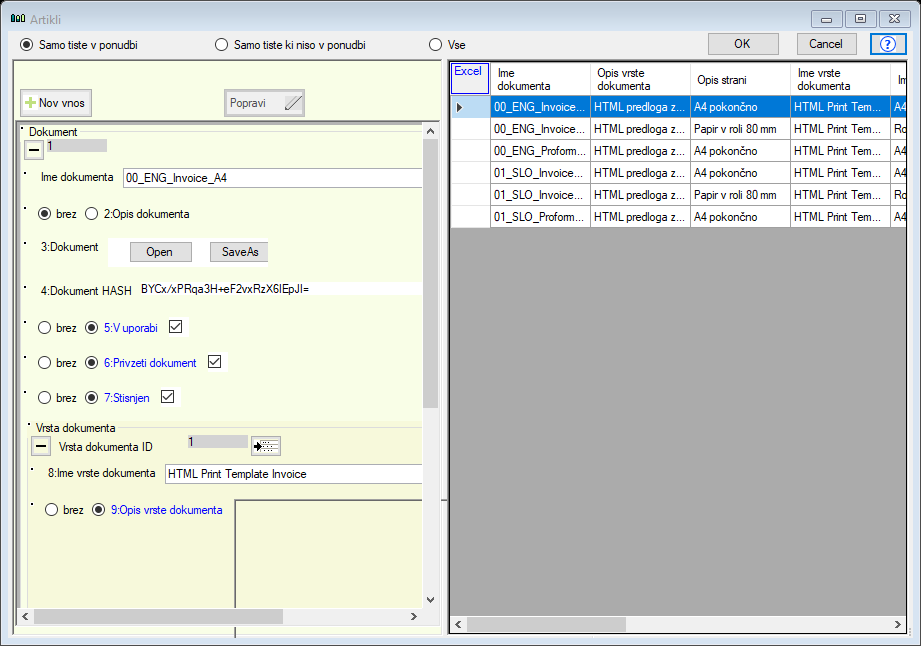 Artikli
Samo tiste v ponudbi
Samo tiste ki niso v ponudbi
Vse
OK
Cancel
?
Nov vnos
Popravi
Dokument
1
Ime dokumenta
00_ENG_Invoice_A4
brez
2:Opis dokumenta
3:Dokument
Open
SaveAs
4:Dokument HASH
BYCx/xPRqa3H+eF2vxRzX6lEpJI=
brez
5:V uporabi
brez
6:Privzeti dokument
brez
7:Stisnjen
Vrsta dokumenta
Vrsta dokumenta ID
1
8:Ime vrste dokumenta
HTML Print Template Invoice
brez
9:Opis vrste dokumenta
Excel
Ime dokumenta
Opis vrste dokumenta
Opis strani
Ime vrste dokumenta
Im
00_ENG_Invoice... HTML predloga z... A4 pokončno HTML Print Tem... A4
00_ENG_Invoice... HTML predloga z... Papir v roli 80 mm HTML Print Tem... Ro
00_ENG_Proform... HTML predloga z... A4 pokončno HTML Print Tem... A4
01_SLO_Invoice... HTML predloga z... A4 pokončno HTML Print Tem... A4
01_SLO_Invoice... HTML predloga z... Papir v roli 80 mm HTML Print Tem... Ro
01_SLO_Proform... HTML predloga z... A4 pokončno HTML Print Tem... A4